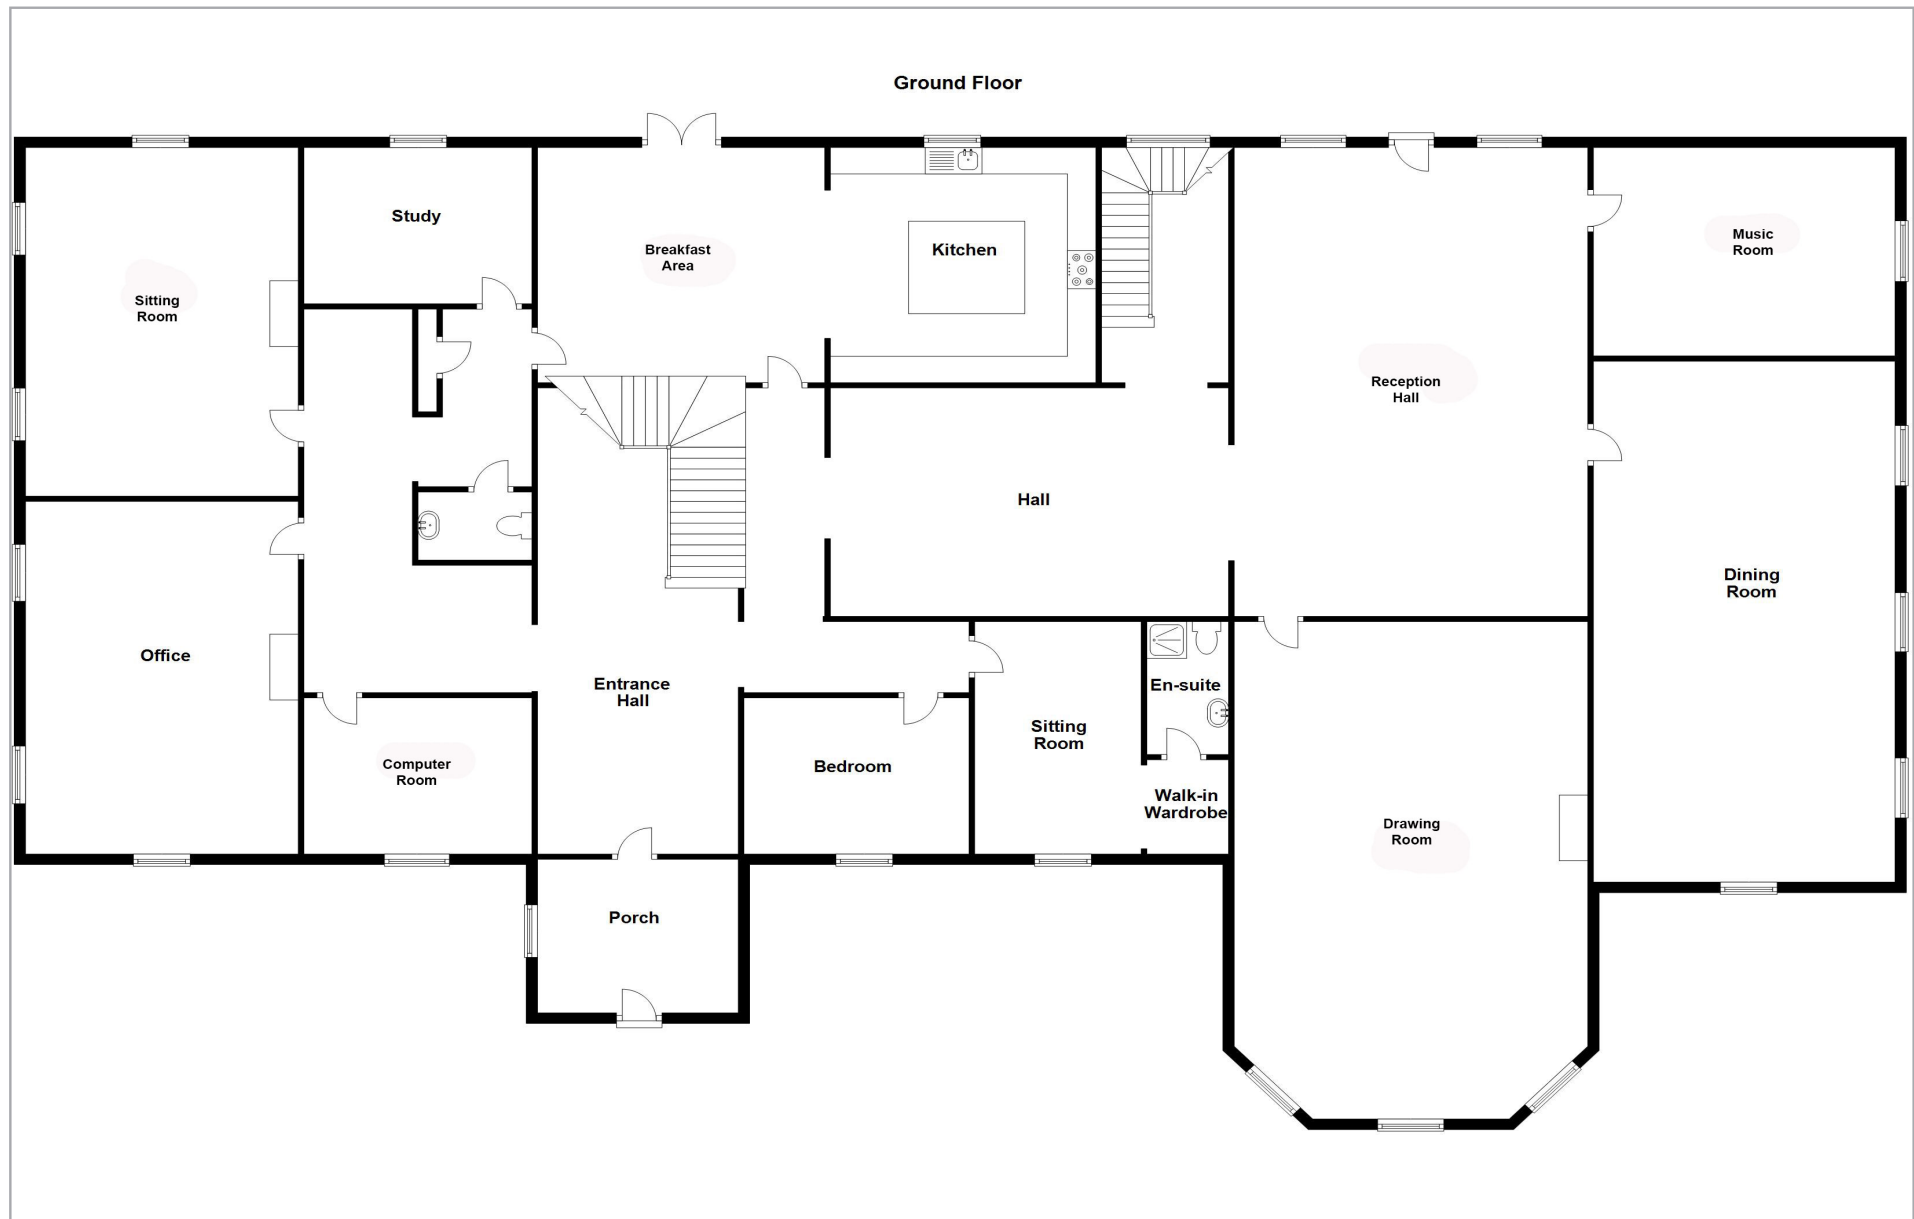 Ground Floor
Study
Breakfast
Area
Kitchen
Music
Room
Sitting
Room
Reception
Hall
Hall
Dining
Room
Office
Entrance
Hall
En-suite
Sitting
Room
Bedroom
Computer
Room
Walk-in
Wardrobe
Drawing
Room
Porch